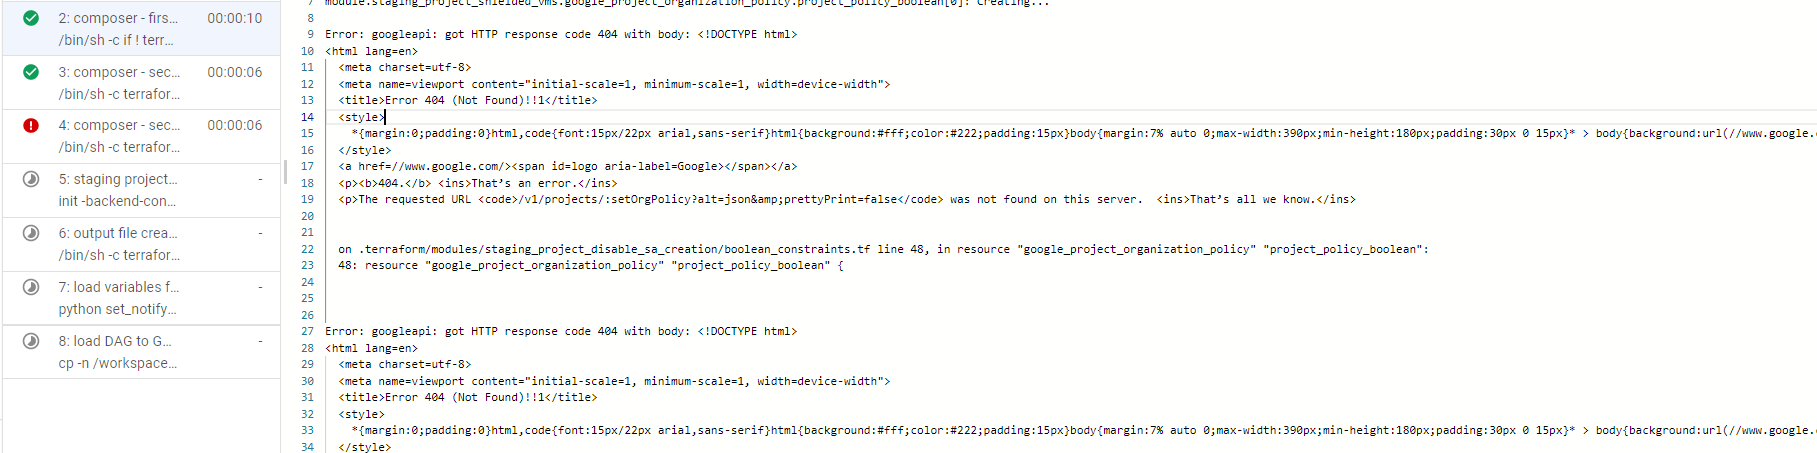 2: composer - firs... 00:00:10
/bin/sh -c if ! terr...
3: composer - sec... 00:00:06
/bin/sh -c terrafor...
4: composer - sec... 00:00:06
/bin/sh -c terrafor...
5: staging project... -
init -backend-con...
6: output file crea... -
/bin/sh -c terrafor...
7: load variables f... -
python set_notify...
8: load DAG to G... -
cp -n /workspace...
7 module.staging_project_shielded_vms.google_project_organization_policy.project_policy_boolean[0]: Creating...
8
9 Error: googleapi: got HTTP response code 404 with body: <!DOCTYPE html>
10 <html lang=en>
11 <meta charset=utf-8>
12 <meta name=viewport content="initial-scale=1, minimum-scale=1, width=device-width">
13 <title>Error 404 (Not Found)!!1</title>
14 <style>
15 *{margin:0;padding:0}html,code{font:15px/22px arial,sans-serif}html{background:#fff;color:#222;padding:15px}body{margin:7% auto 0;max-width:390px;min-height:180px;padding:30px 0 15px}* > body{background:url(//www.google.
16 </style>
17 <a href=//www.google.com/><span id=logo aria-label=Google></span></a>
18 <p><b>404.</b> <ins>That's an error.</ins>
19 <p>The requested URL <code>/v1/projects/:setOrgPolicy?alt=json&amp;prettyPrint=false</code> was not found on this server. <ins>That's all we know.</ins>
20
21
22 on .terraform/modules/staging_project_disable_sa_creation/boolean_constraints.tf line 48, in resource "google_project_organization_policy" "project_policy_boolean":
23 48: resource "google_project_organization_policy" "project_policy_boolean" {
24
25
26
27 Error: googleapi: got HTTP response code 404 with body: <!DOCTYPE html>
28 <html lang=en>
29 <meta charset=utf-8>
30 <meta name=viewport content="initial-scale=1, minimum-scale=1, width=device-width">
31 <title>Error 404 (Not Found)!!1</title>
32 <style>
33 *{margin:0;padding:0}html,code{font:15px/22px arial,sans-serif}html{background:#fff;color:#222;padding:15px}body{margin:7% auto 0;max-width:390px;min-height:180px;padding:30px 0 15px}* > body{background:url(//www.google.
34 </style>